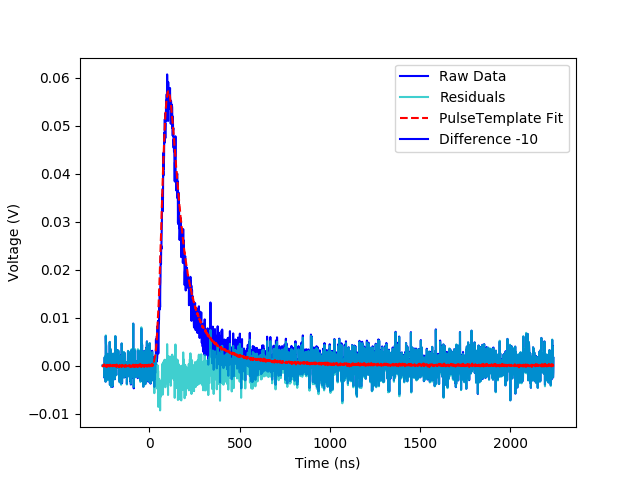 Raw Data
Residuals
PulseTemplate Fit
Difference -10
Voltage (V)
0.06
0.05
0.04
0.03
0.02
0.01
0.00
−0.01
0
500
1000
1500
2000
Time (ns)